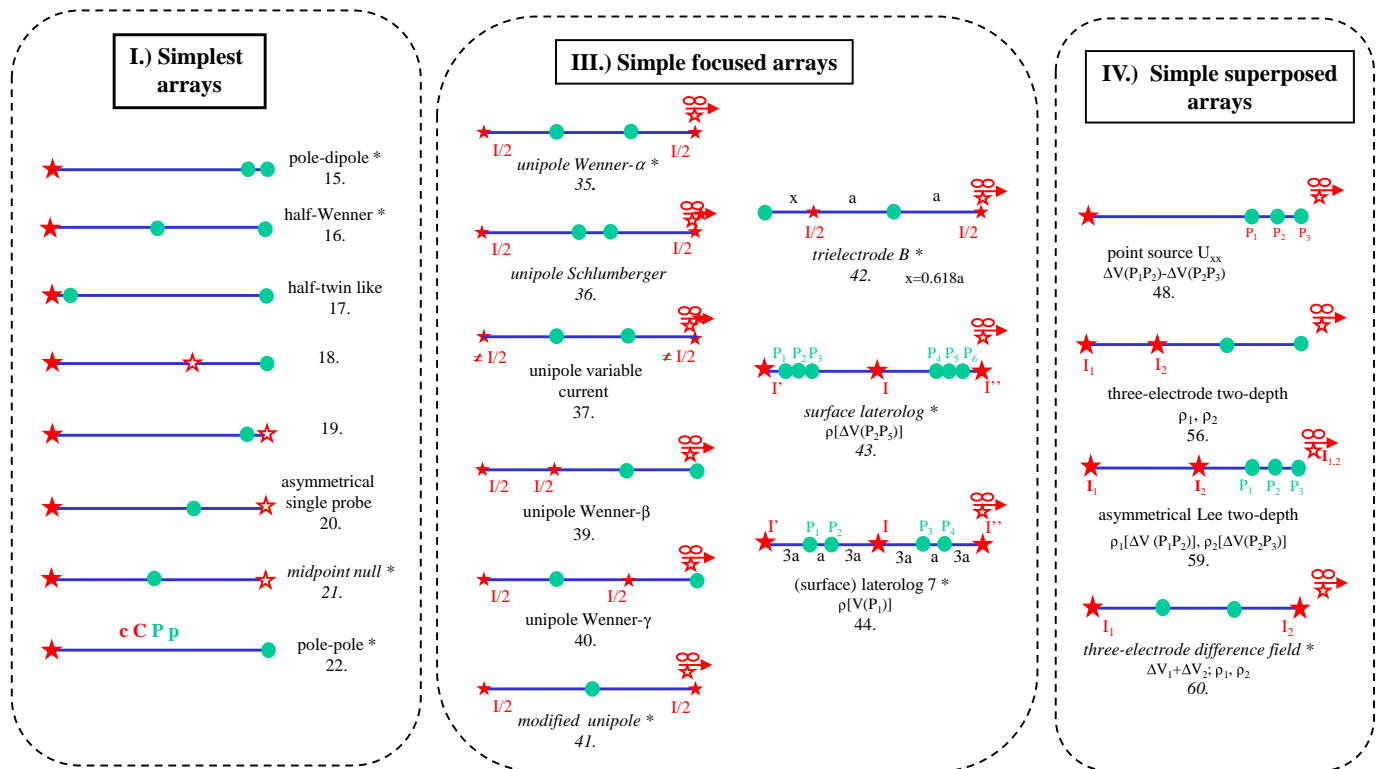 I.) Simplest
arrays
pole-dipole *
15.
half-Wenner *
16.
half-twin like
17.
18.
19.
asymmetrical
single probe
20.
midpoint null *
21.
c C P p
pole-pole *
22.
III.) Simple focused arrays
∞
I/2 I/2
unipole Wenner-α *
35.
∞
I/2 I/2
unipole Schlumberger
36.
∞
≠ I/2 ≠ I/2
unipole variable
current
37.
∞
I/2 I/2
unipole Wenner-β
39.
∞
I/2 I/2
unipole Wenner-γ
40.
∞
I/2 I/2
modified unipole *
41.
∞
x a a
I/2 I/2
trielectrode B *
42. x=0.618a
∞
P₁ P₂ P₃ P₄ P₅ P₆
I' I I’’
surface laterolog *
ρ[ΔV(P₂P₅)]
43.
∞
I' P₁ P₂ I P₃ P₄ I’’
3a a 3a 3a a 3a
(surface) laterolog 7 *
ρ[V(P₁)]
44.
IV.) Simple superposed
arrays
∞
P₁ P₂ P₃
point source Uₓₓ
ΔV(P₁P₂)-ΔV(P₂P₃)
48.
∞
I₁ I₂
three-electrode two-depth
ρ₁, ρ₂
56.
∞
I₁,₂
I₁ I₂ P₁ P₂ P₃
asymmetrical Lee two-depth
ρ₁[ΔV (P₁P₂)], ρ₂[ΔV(P₂P₃)]
59.
∞
I₁ I₂
three-electrode difference field *
ΔV₁+ΔV₂; ρ₁, ρ₂
60.